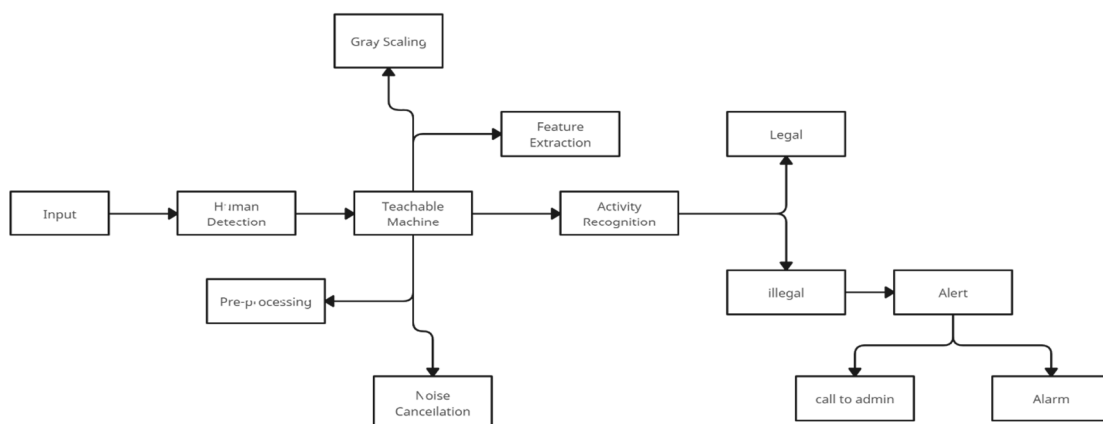 Gray Scaling
Feature
Extraction
Legal
Input
Human
Detection
Teachable
Machine
Activity
Recognition
Pre-processing
illegal
Alert
Noise
Cancellation
call to admin
Alarm